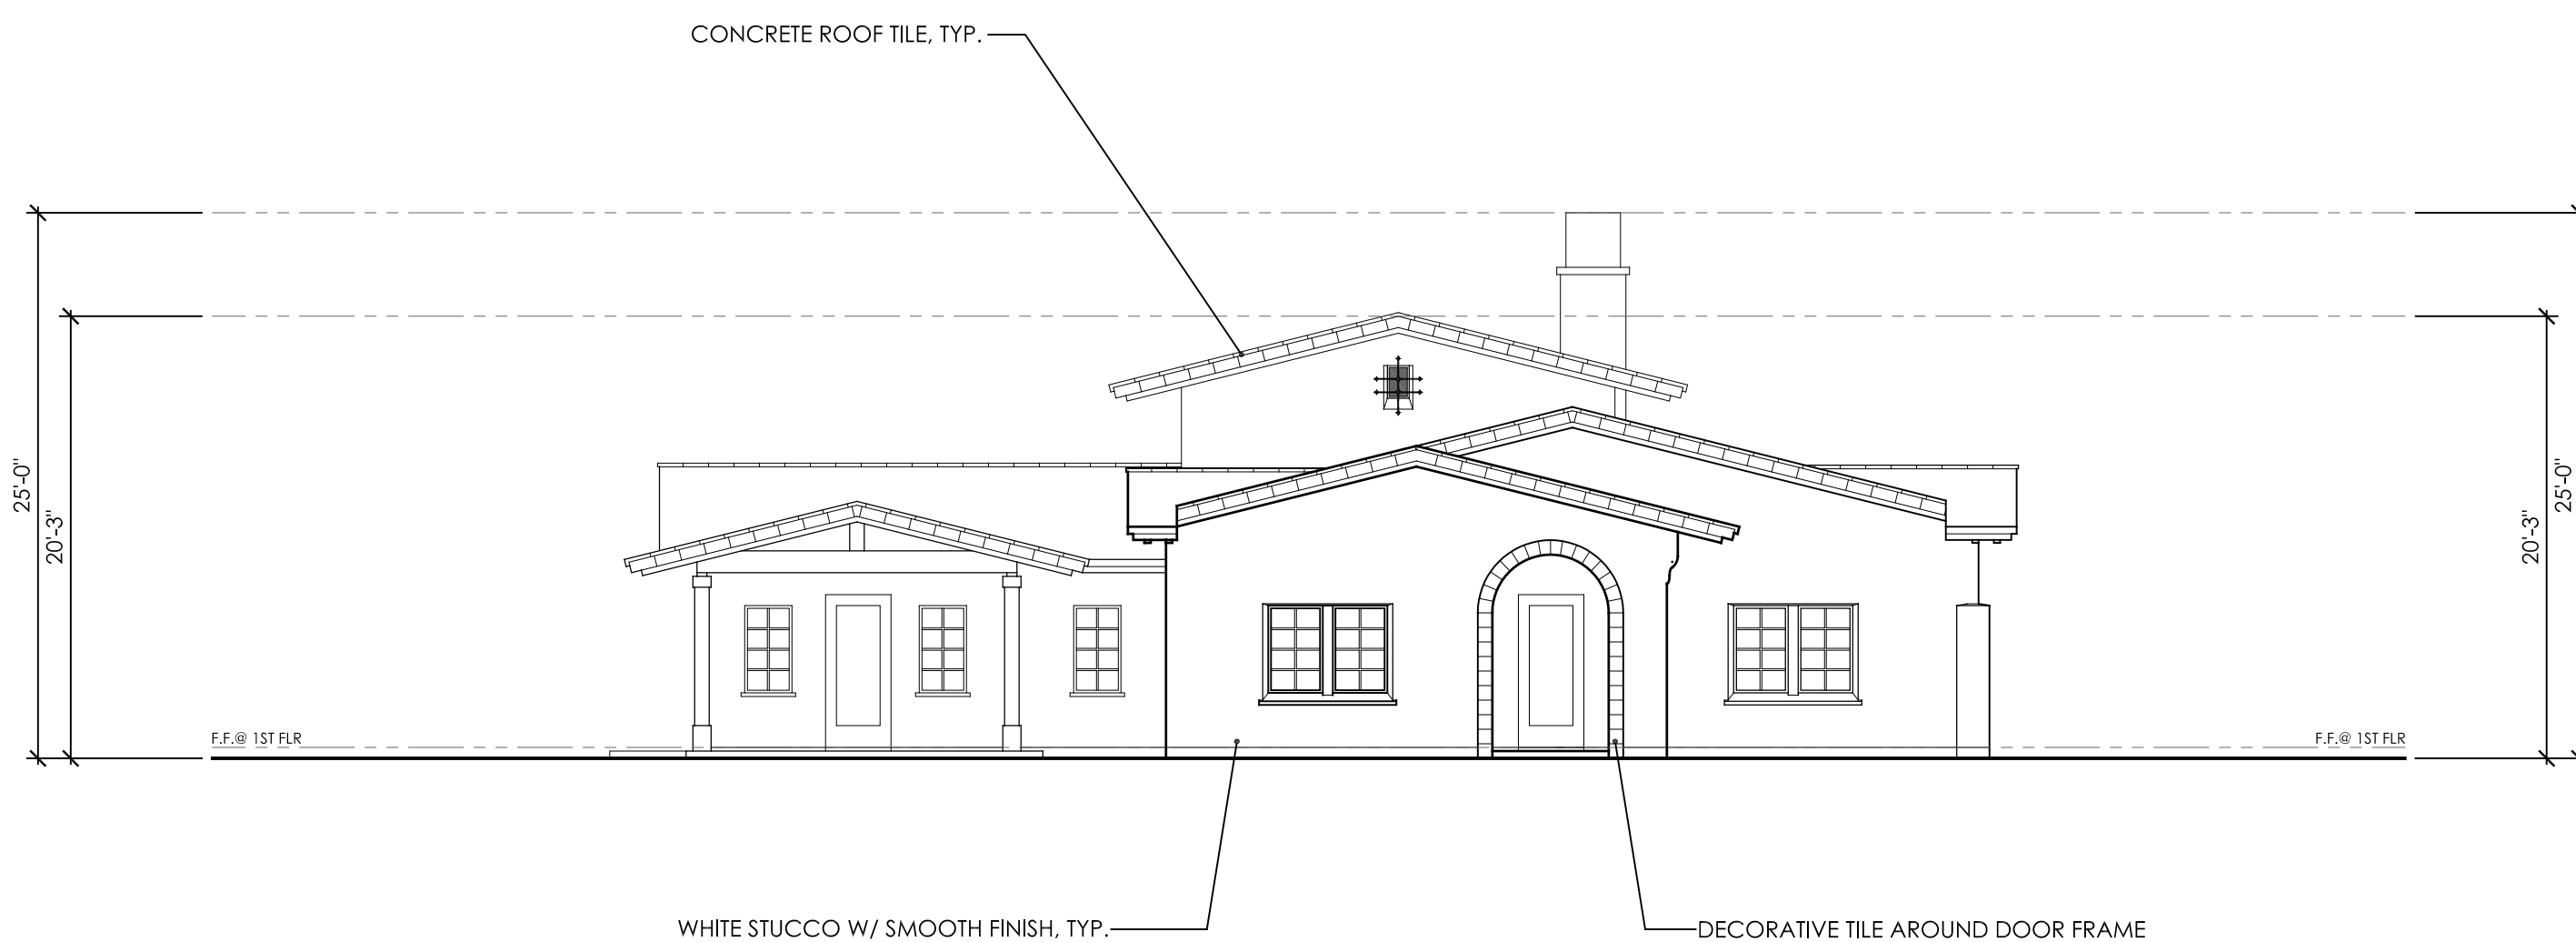 CONCRETE ROOF TILE, TYP.
25'-0"
20'-3"
25'-0"
20'-3"
F.F.@ 1ST FLR
F.F.@ 1ST FLR
WHITE STUCCO W/ SMOOTH FINISH, TYP.
DECORATIVE TILE AROUND DOOR FRAME